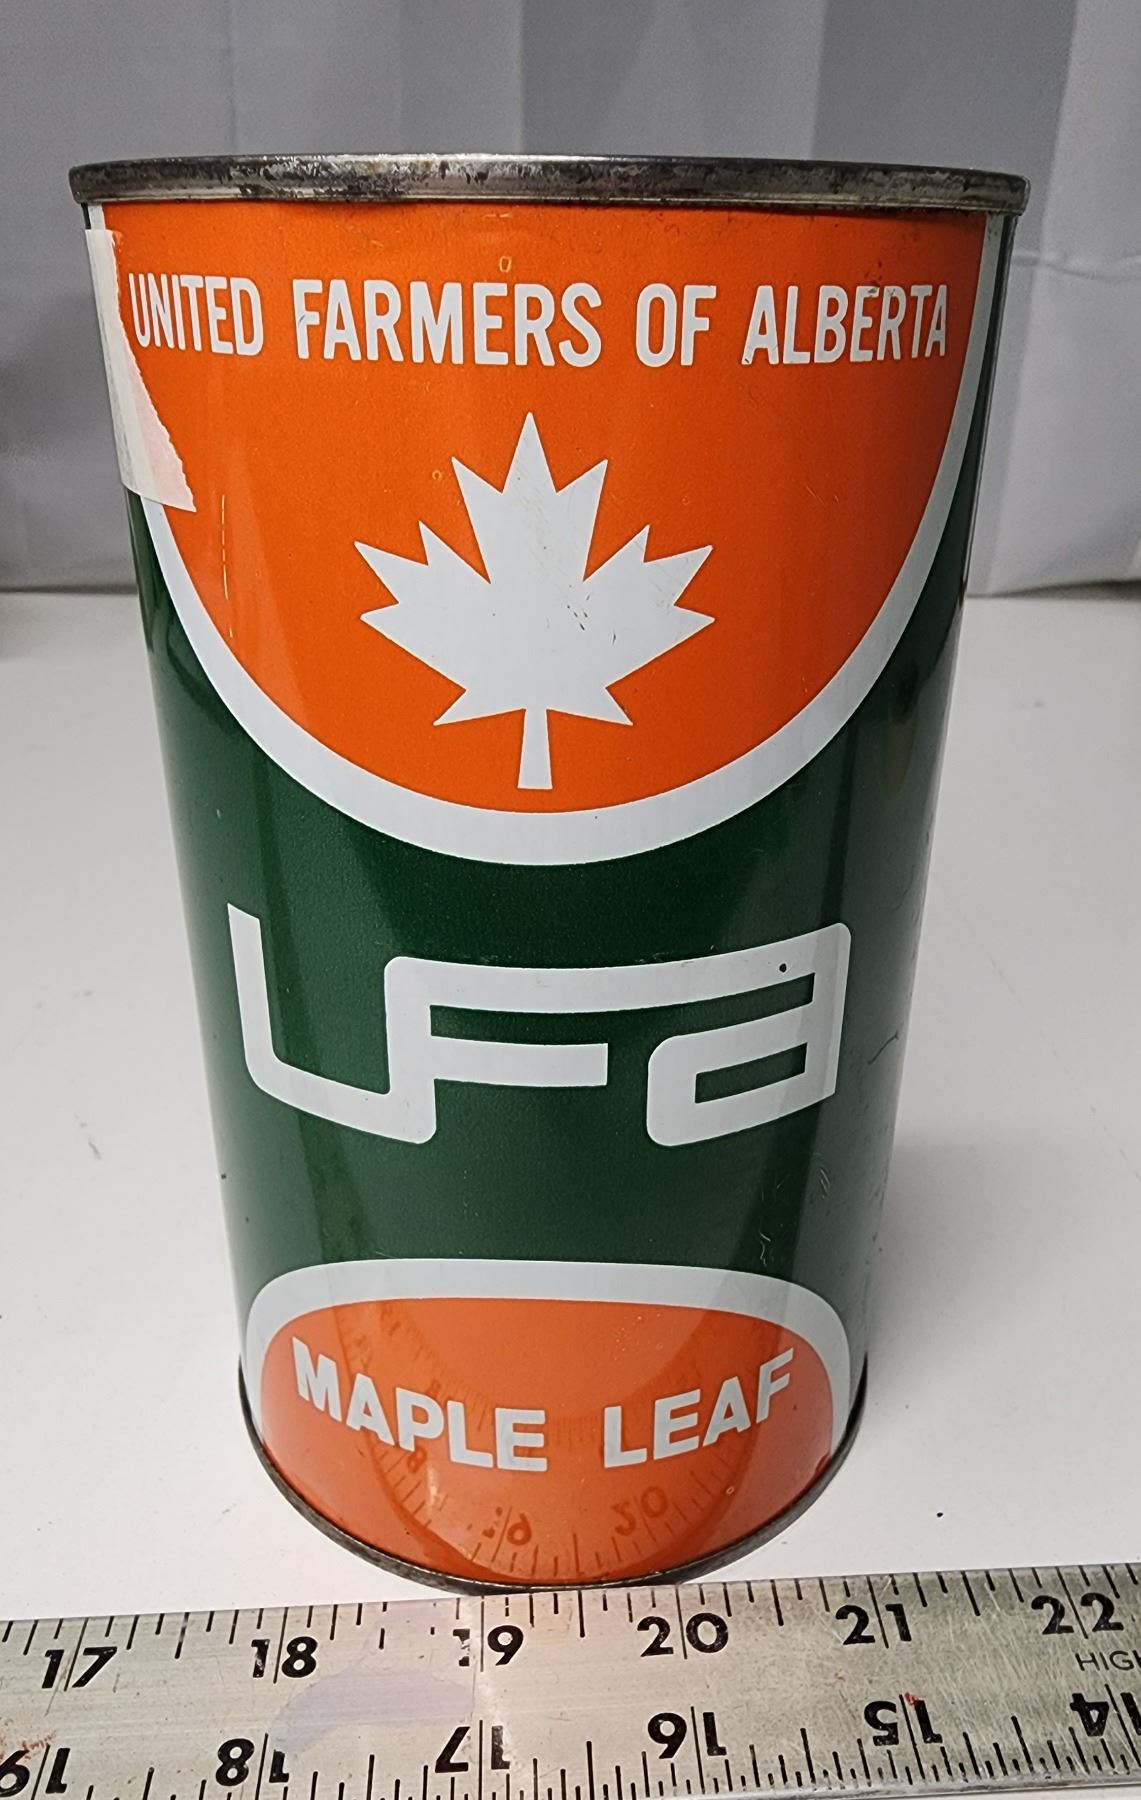 UNITED FARMERS OF ALBERTA
UFA
MAPLE LEAF
17 18 19 20 21 22
HIGH
19 18 17 16 15 14